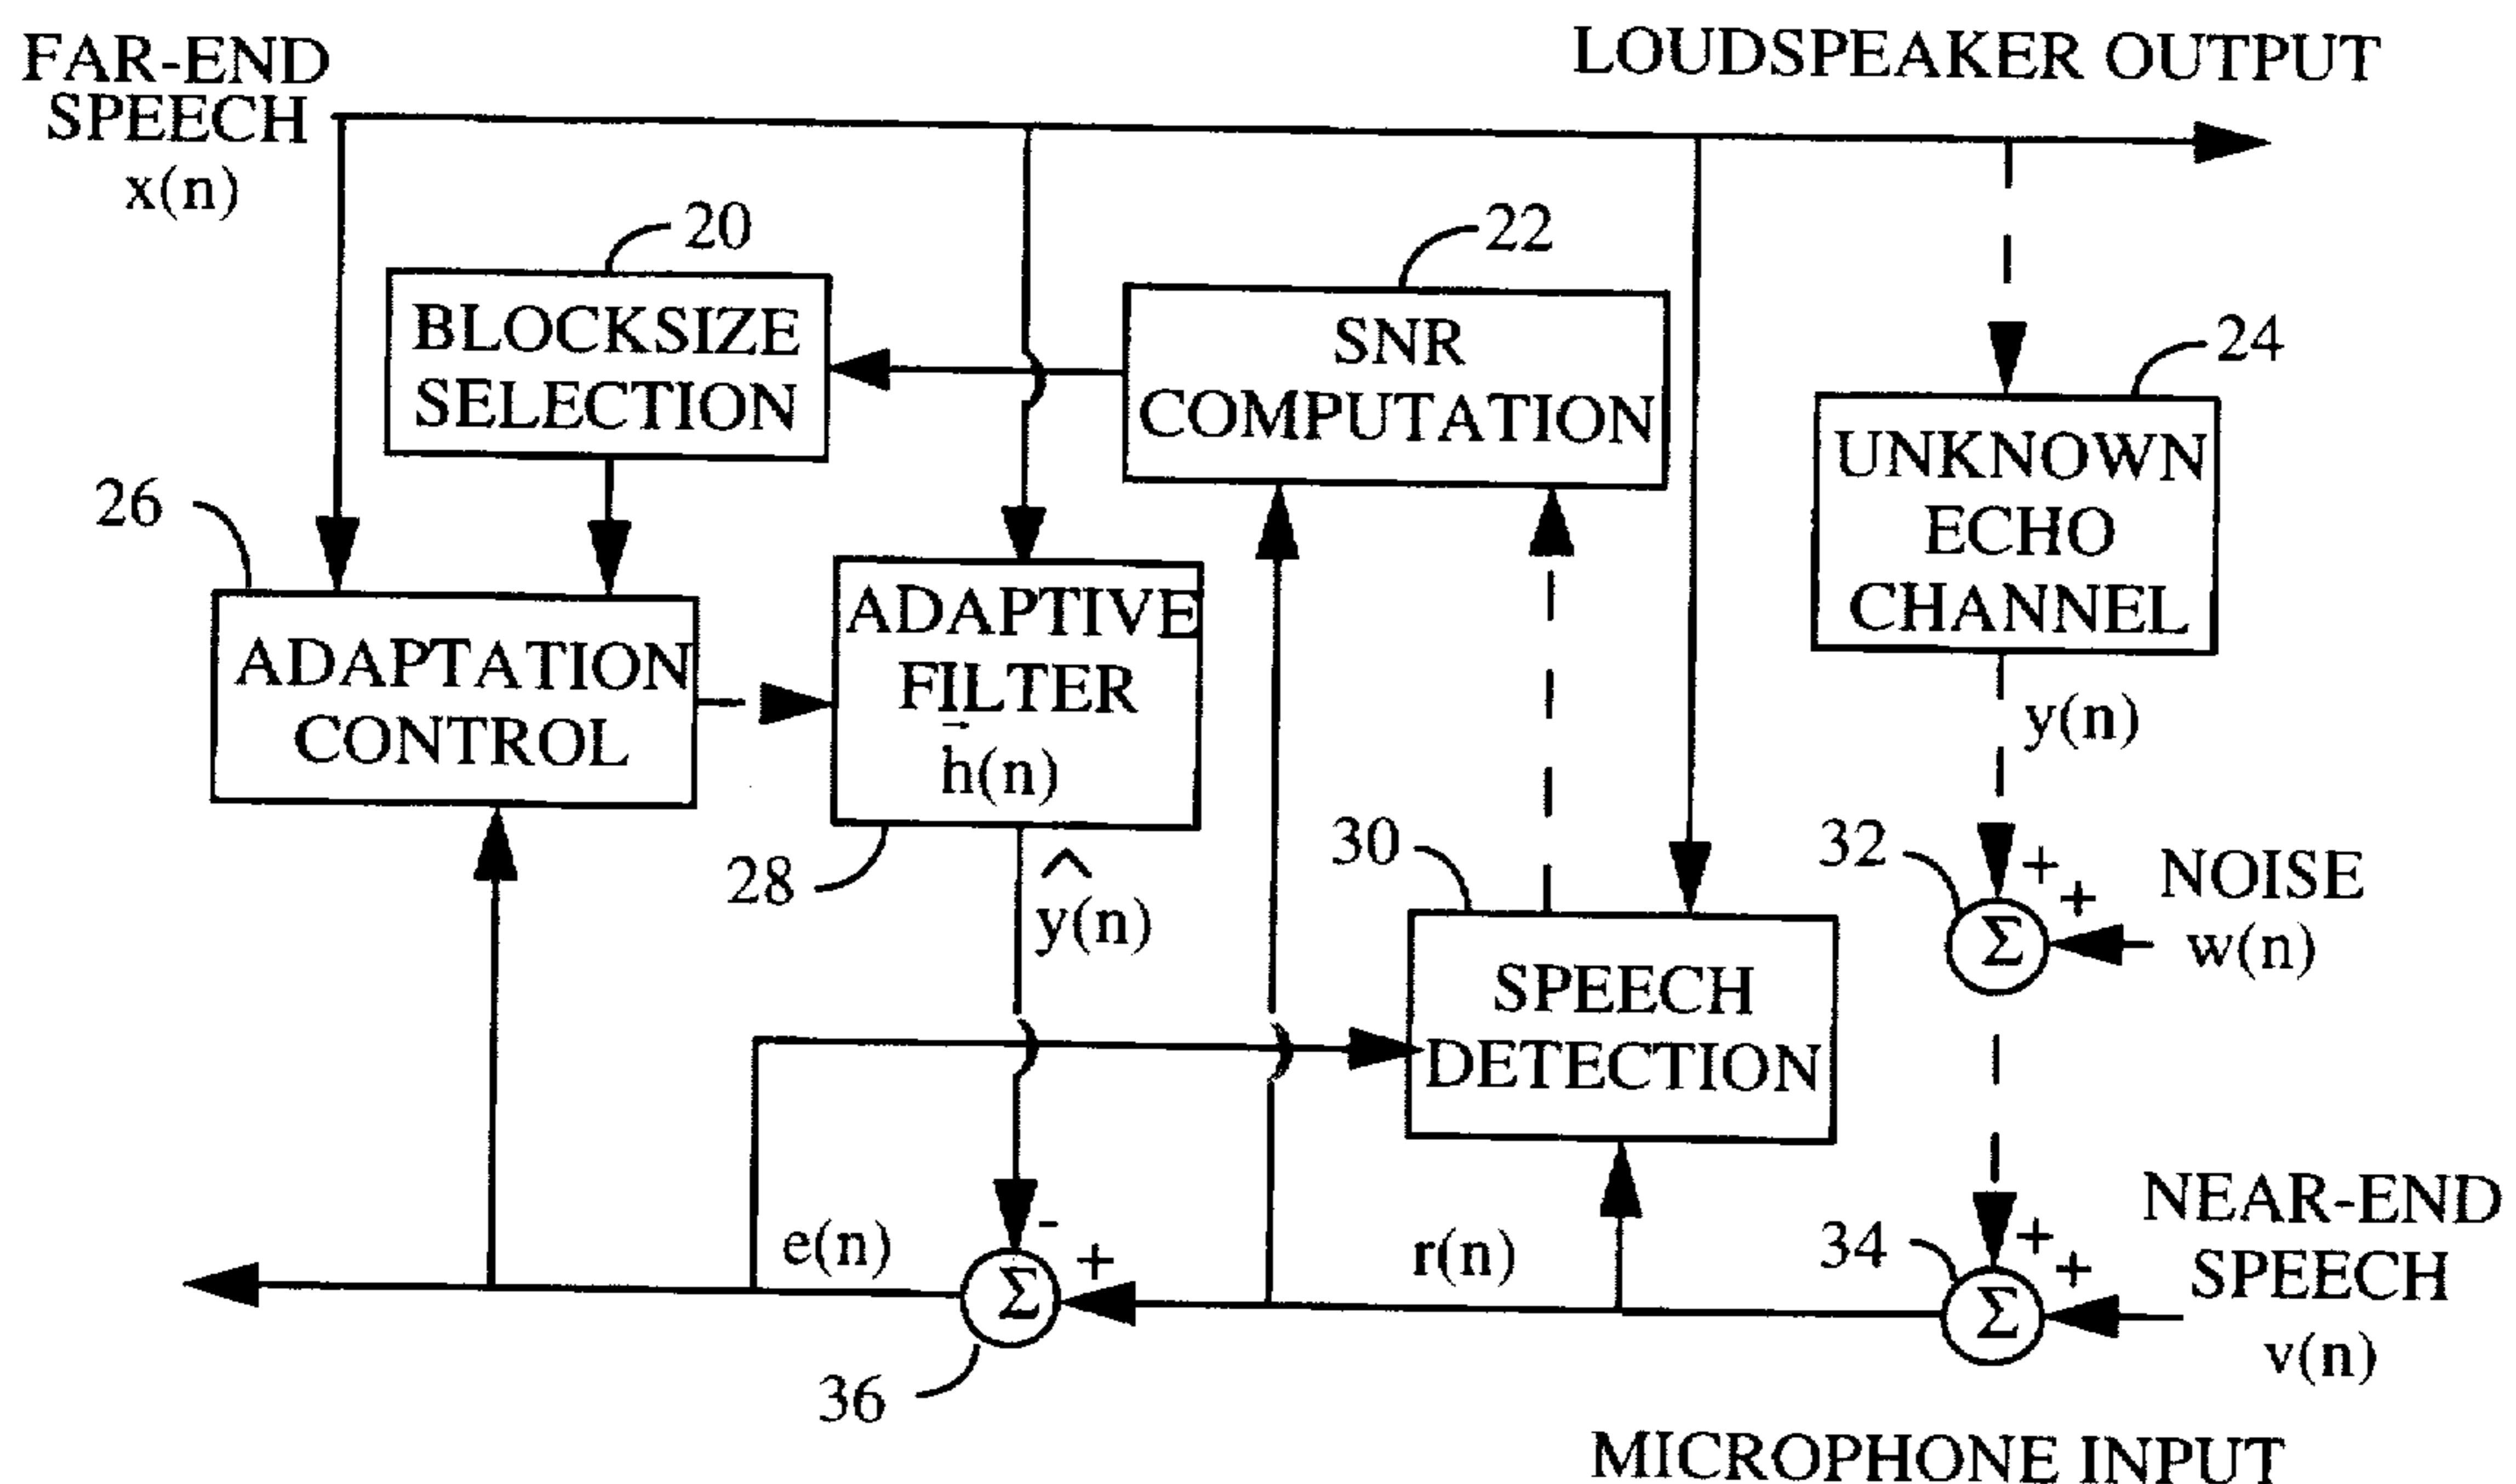 FAR-END
SPEECH
x(n)
LOUDSPEAKER OUTPUT
20
BLOCKSIZE
SELECTION
22
SNR
COMPUTATION
24
UNKNOWN
ECHO
CHANNEL
26
ADAPTATION
CONTROL
ADAPTIVE
FILTER
h⃗(n)
28
ŷ(n)
y(n)
30
SPEECH
DETECTION
32
+
+
Σ
NOISE
w(n)
e(n)
-
+
Σ
36
r(n)
34
+
+
Σ
NEAR-END
SPEECH
v(n)
MICROPHONE INPUT